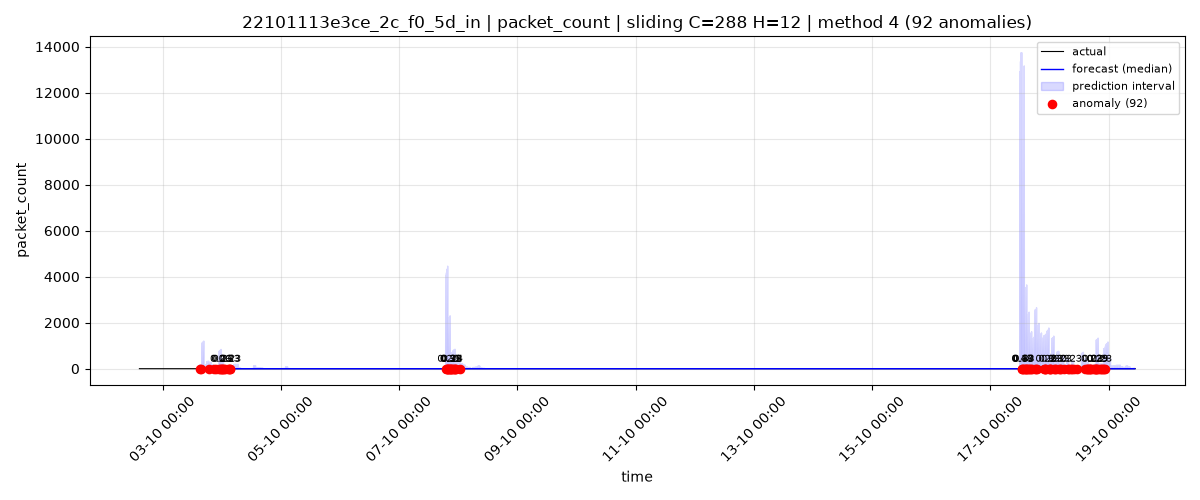 22101113e3ce_2c_f0_5d_in | packet_count | sliding C=288 H=12 | method 4 (92 anomalies)
actual
forecast (median)
prediction interval
anomaly (92)
packet_count
14000
12000
10000
8000
6000
4000
2000
0
03-10 00:00
05-10 00:00
07-10 00:00
09-10 00:00
11-10 00:00
13-10 00:00
15-10 00:00
17-10 00:00
19-10 00:00
time